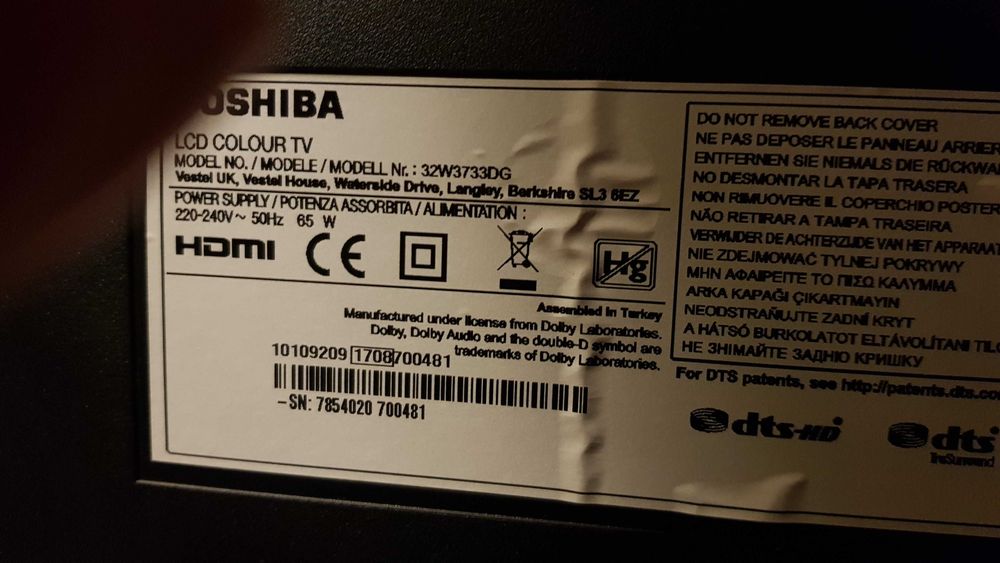 OSHIBA
LCD COLOUR TV
MODEL NO. / MODELE / MODELL Nr. : 32W3733DG
Vestel UK, Vestel House, Waterside Drive, Langley, Berkshire SL3 6EZ
POWER SUPPLY / POTENZA ASSORBITA / ALIMENTATION :
220-240V~ 50Hz 65 W
HDMI CE Hg
Assembled in Turkey
Manufactured under license from Dolby Laboratories.
Dolby, Dolby Audio and the double-D symbol are
trademarks of Dolby Laboratories.
10109209 1708 700481
-SN: 7854020 700481
DO NOT REMOVE BACK COVER
NE PAS DEPOSER LE PANNEAU ARRIER
ENTFERNEN SIE NIEMALS DIE RÜCKWA
NO DESMONTAR LA TAPA TRASERA
NON RIMUOVERE IL COPERCHIO POSTER
NÃO RETIRAR A TAMPA TRASEIRA
VERWIJDER DE ACHTERZIJDE VAN HET APPARAAT
NIE ZDEJMOWAĆ TYLNEJ POKRYWY
ΜΗΝ ΑΦΑΙΡΕΙΤΕ ΤΟ ΠΙΣΩ ΚΑΛΥΜΜΑ
ARKA KAPAĞI ÇIKARTMAYIN
NEODSTRAŇUJTE ZADNÍ KRYT
A HÁTSÓ BURKOLATOT ELTÁVOLÍTANI TIL
НЕ ЗНІМАЙТЕ ЗАДНЮ КРИШКУ
For DTS patents, see http://patents.dts.co
dts-HD
dts
TruSurround